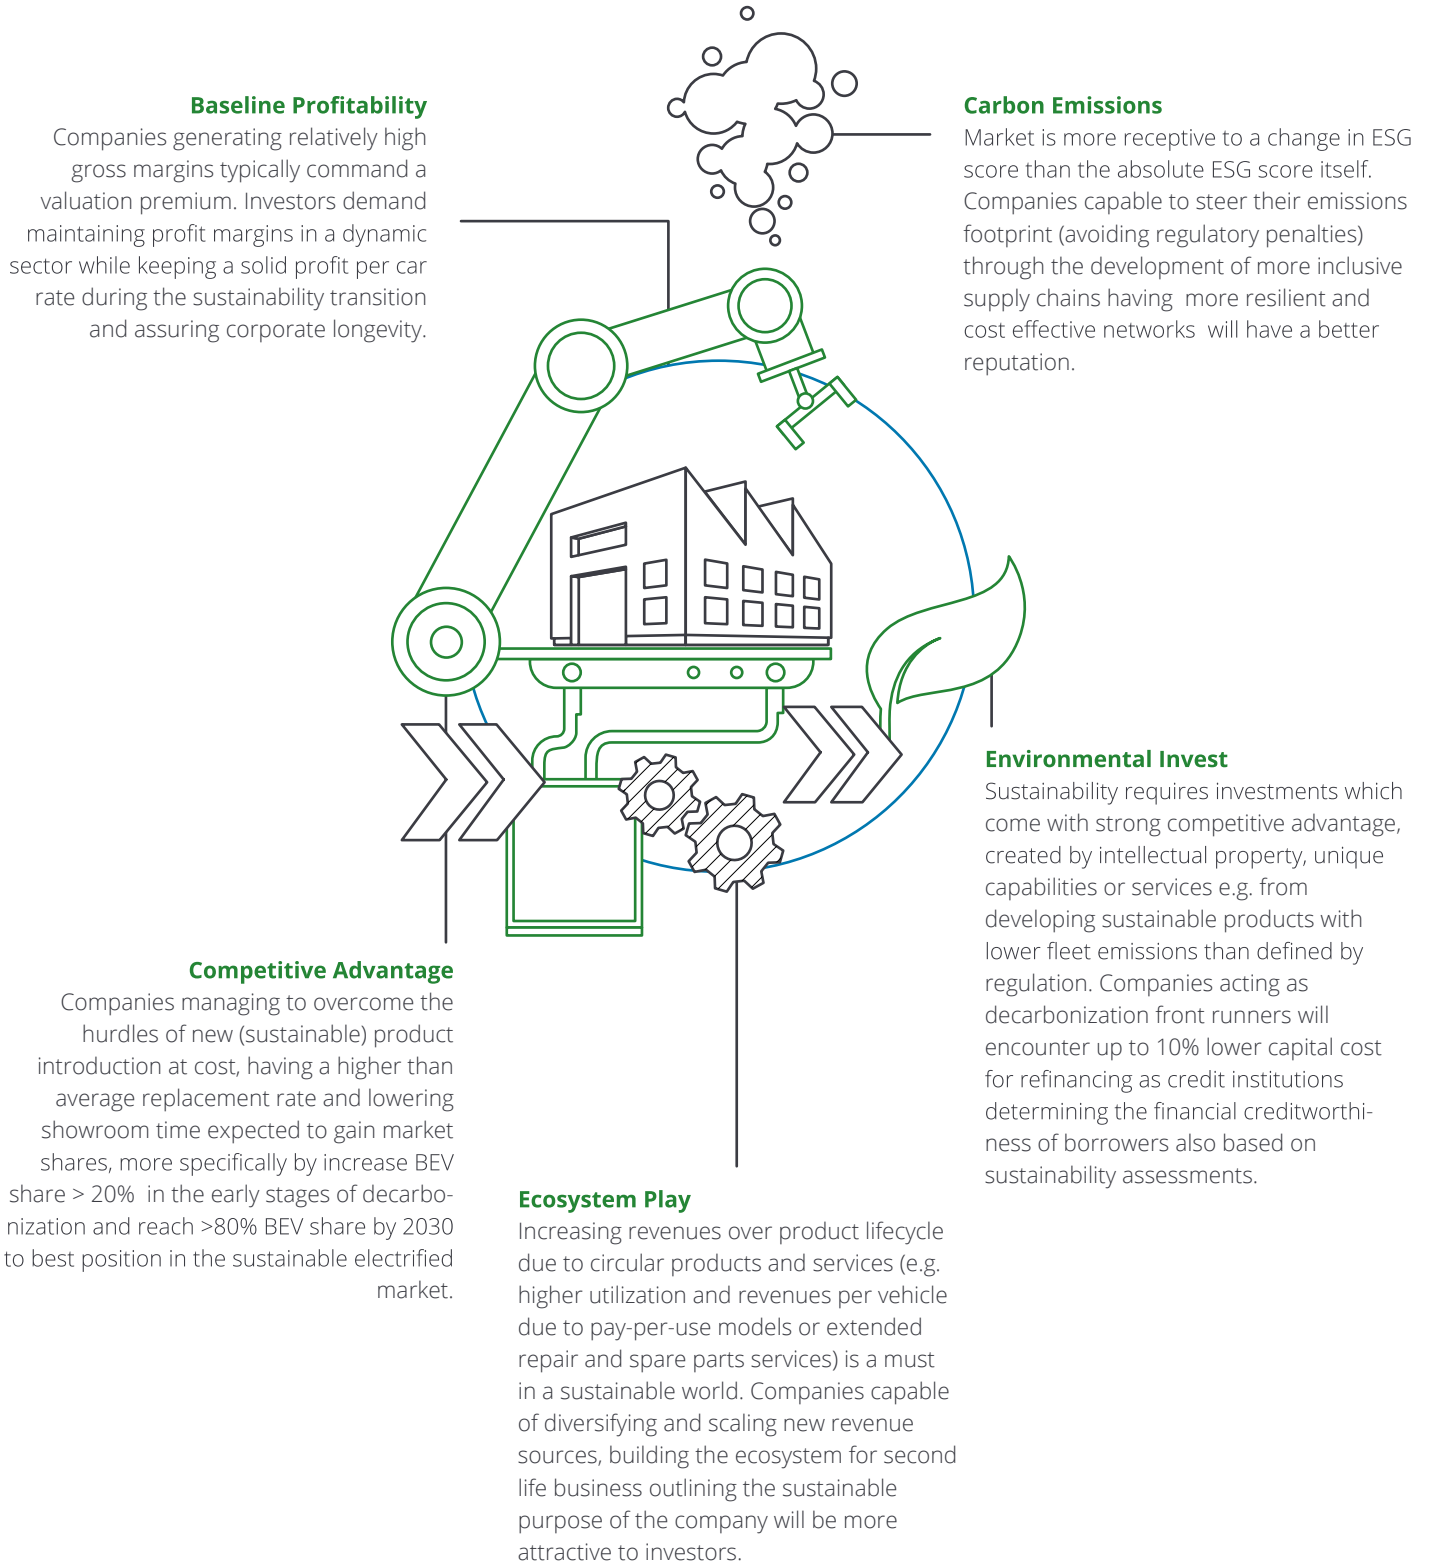 Baseline Profitability
Companies generating relatively high
gross margins typically command a
valuation premium. Investors demand
maintaining profit margins in a dynamic
sector while keeping a solid profit per car
rate during the sustainability transition
and assuring corporate longevity.
Carbon Emissions
Market is more receptive to a change in ESG
score than the absolute ESG score itself.
Companies capable to steer their emissions
footprint (avoiding regulatory penalties)
through the development of more inclusive
supply chains having  more resilient and
cost effective networks  will have a better
reputation.
Environmental Invest
Sustainability requires investments which
come with strong competitive advantage,
created by intellectual property, unique
capabilities or services e.g. from
developing sustainable products with
lower fleet emissions than defined by
regulation. Companies acting as
decarbonization front runners will
encounter up to 10% lower capital cost
for refinancing as credit institutions
determining the financial creditworthi-
ness of borrowers also based on
sustainability assessments.
Competitive Advantage
Companies managing to overcome the
hurdles of new (sustainable) product
introduction at cost, having a higher than
average replacement rate and lowering
showroom time expected to gain market
shares, more specifically by increase BEV
share > 20%  in the early stages of decarbo-
nization and reach >80% BEV share by 2030
to best position in the sustainable electrified
market.
Ecosystem Play
Increasing revenues over product lifecycle
due to circular products and services (e.g.
higher utilization and revenues per vehicle
due to pay-per-use models or extended
repair and spare parts services) is a must
in a sustainable world. Companies capable
of diversifying and scaling new revenue
sources, building the ecosystem for second
life business outlining the sustainable
purpose of the company will be more
attractive to investors.